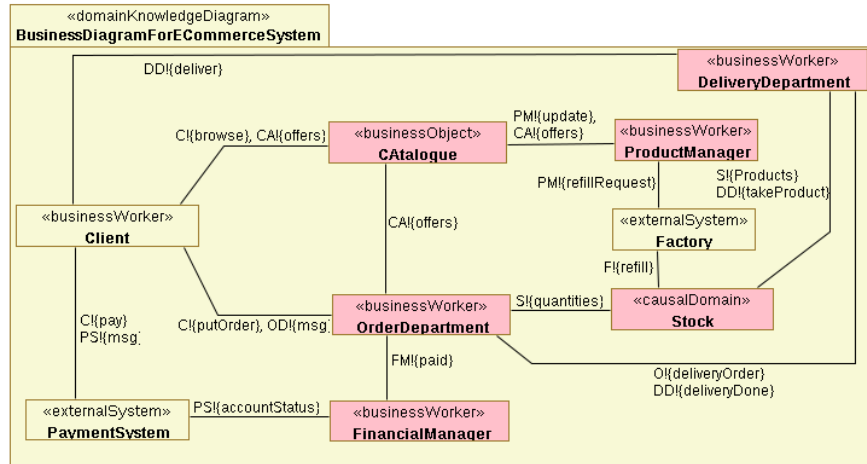 «domainKnowledgeDiagram»
BusinessDiagramForECommerceSystem
«businessWorker»
DeliveryDepartment
DD!{deliver}
C!{browse}, CA!{offers}
«businessObject»
CAtalogue
PM!{update},
CA!{offers}
«businessWorker»
ProductManager
PM!{refillRequest}
S!{Products}
DD!{takeProduct}
«businessWorker»
Client
CA!{offers}
«externalSystem»
Factory
F!{refill}
C!{pay}
PS!{msg}
C!{putOrder}, OD!{msg}
«businessWorker»
OrderDepartment
S!{quantities}
«causalDomain»
Stock
FM!{paid}
O!{deliveryOrder}
DD!{deliveryDone}
«externalSystem»
PaymentSystem
PS!{accountStatus}
«businessWorker»
FinancialManager